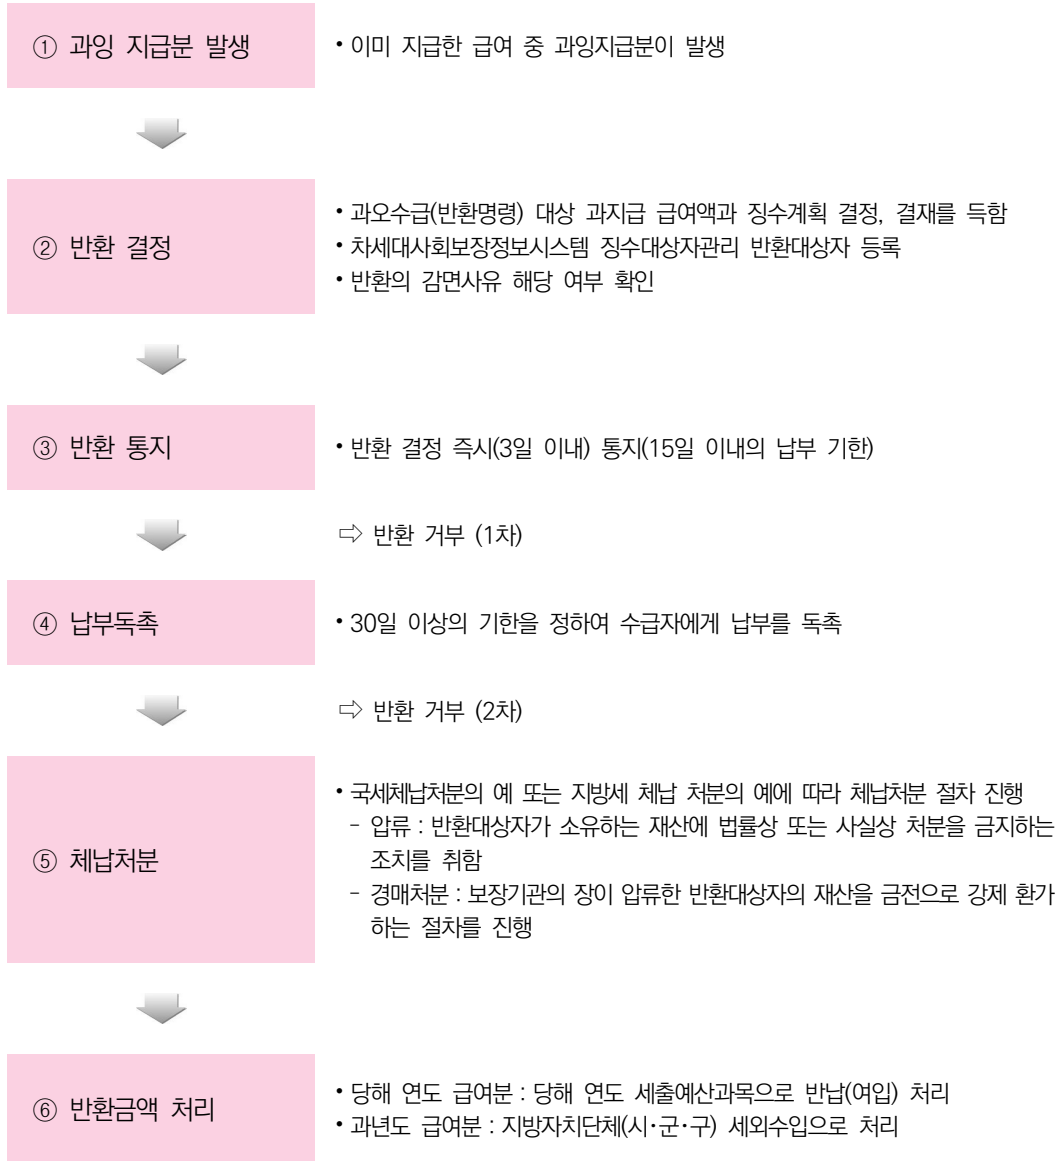 ① 과잉 지급분 발생
• 이미 지급한 급여 중 과잉지급분이 발생
② 반환 결정
• 과오수급(반환명령) 대상 과지급 급여액과 징수계획 결정, 결재를 득함
• 차세대사회보장정보시스템 징수대상자관리 반환대상자 등록
• 반환의 감면사유 해당 여부 확인
③ 반환 통지
• 반환 결정 즉시(3일 이내) 통지(15일 이내의 납부 기한)
⇨ 반환 거부 (1차)
④ 납부독촉
• 30일 이상의 기한을 정하여 수급자에게 납부를 독촉
⇨ 반환 거부 (2차)
⑤ 체납처분
• 국세체납처분의 예 또는 지방세 체납 처분의 예에 따라 체납처분 절차 진행
- 압류 : 반환대상자가 소유하는 재산에 법률상 또는 사실상 처분을 금지하는
조치를 취함
- 경매처분 : 보장기관의 장이 압류한 반환대상자의 재산을 금전으로 강제 환가
하는 절차를 진행
⑥ 반환금액 처리
• 당해 연도 급여분 : 당해 연도 세출예산과목으로 반납(여입) 처리
• 과년도 급여분 : 지방자치단체(시·군·구) 세외수입으로 처리